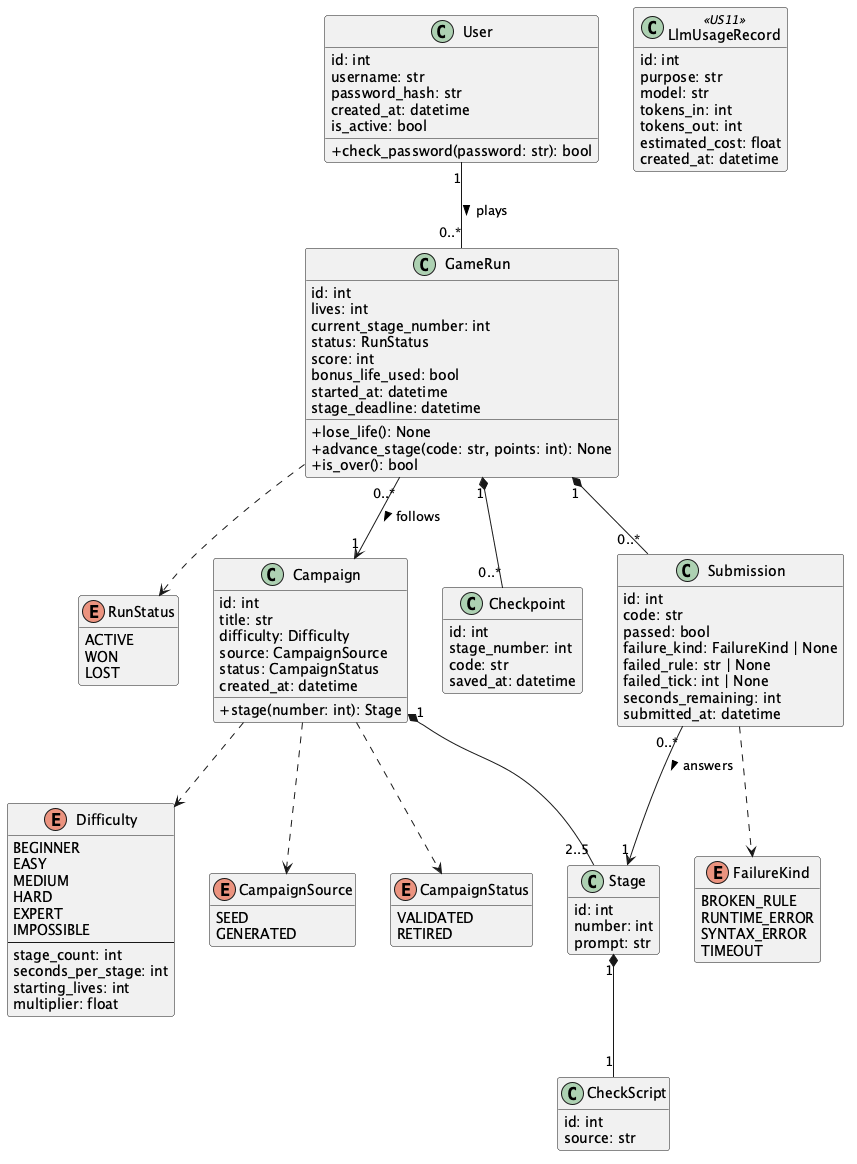 C User
id: int
username: str
password_hash: str
created_at: datetime
is_active: bool
+check_password(password: str): bool
«US11»
C LlmUsageRecord
id: int
purpose: str
model: str
tokens_in: int
tokens_out: int
estimated_cost: float
created_at: datetime
1
plays
0..*
C GameRun
id: int
lives: int
current_stage_number: int
status: RunStatus
score: int
bonus_life_used: bool
started_at: datetime
stage_deadline: datetime
+lose_life(): None
+advance_stage(code: str, points: int): None
+is_over(): bool
0..*
follows
1
1
0..*
1
0..*
E RunStatus
ACTIVE
WON
LOST
C Campaign
id: int
title: str
difficulty: Difficulty
source: CampaignSource
status: CampaignStatus
created_at: datetime
+stage(number: int): Stage
C Checkpoint
id: int
stage_number: int
code: str
saved_at: datetime
C Submission
id: int
code: str
passed: bool
failure_kind: FailureKind | None
failed_rule: str | None
failed_tick: int | None
seconds_remaining: int
submitted_at: datetime
1
2..5
0..*
answers
1
E Difficulty
BEGINNER
EASY
MEDIUM
HARD
EXPERT
IMPOSSIBLE
stage_count: int
seconds_per_stage: int
starting_lives: int
multiplier: float
E CampaignSource
SEED
GENERATED
E CampaignStatus
VALIDATED
RETIRED
C Stage
id: int
number: int
prompt: str
E FailureKind
BROKEN_RULE
RUNTIME_ERROR
SYNTAX_ERROR
TIMEOUT
1
1
C CheckScript
id: int
source: str